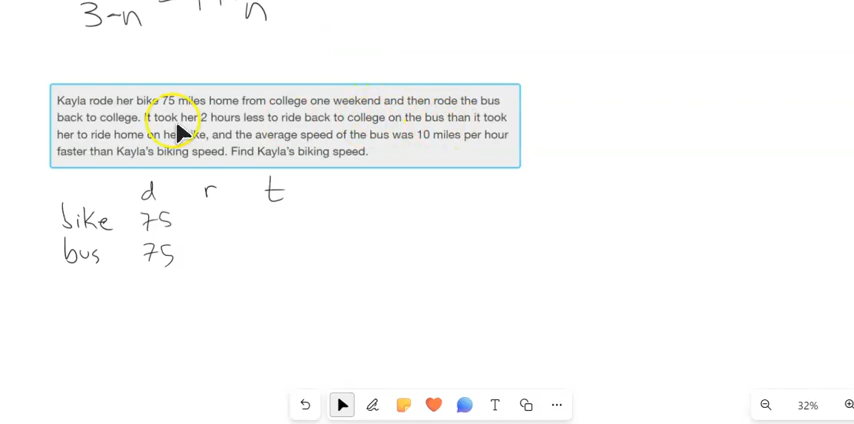 3-n
n
Kayla rode her bike 75 miles home from college one weekend and then rode the bus
back to college. It took her 2 hours less to ride back to college on the bus than it took
her to ride home on her bike, and the average speed of the bus was 10 miles per hour
faster than Kayla's biking speed. Find Kayla's biking speed.
d r t
bike 75
bus 75
T
32%